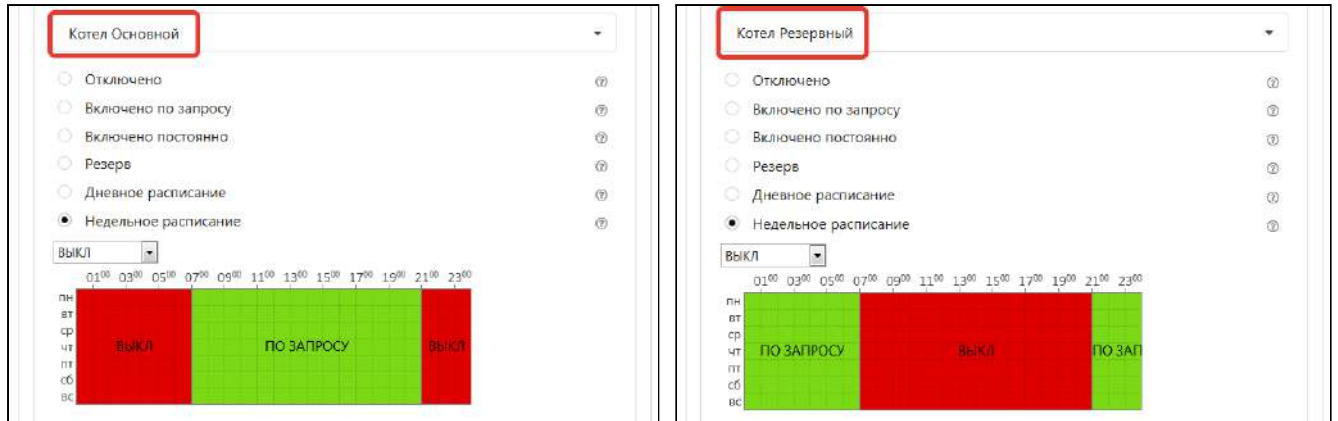 Котел Основной
Отключено
Включено по запросу
Включено постоянно
Резерв
Дневное расписание
Недельное расписание
ВЫКЛ
01⁰⁰ 03⁰⁰ 05⁰⁰ 07⁰⁰ 09⁰⁰ 11⁰⁰ 13⁰⁰ 15⁰⁰ 17⁰⁰ 19⁰⁰ 21⁰⁰ 23⁰⁰
пн
вт
ср
чт ВЫКЛ ПО ЗАПРОСУ ВЫКЛ
пт
сб
вс
Котел Резервный
Отключено
Включено по запросу
Включено постоянно
Резерв
Дневное расписание
Недельное расписание
ВЫКЛ
01⁰⁰ 03⁰⁰ 05⁰⁰ 07⁰⁰ 09⁰⁰ 11⁰⁰ 13⁰⁰ 15⁰⁰ 17⁰⁰ 19⁰⁰ 21⁰⁰ 23⁰⁰
пн
вт
ср
чт ПО ЗАПРОСУ ВЫКЛ ПО ЗАП
пт
сб
вс